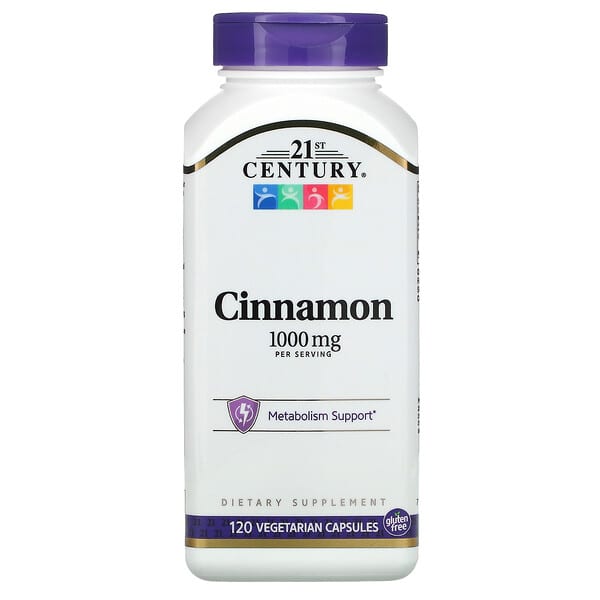 21ST
CENTURY®
Cinnamon
1000 mg
PER SERVING
Metabolism Support*
DIETARY SUPPLEMENT
120 VEGETARIAN CAPSULES
gluten
free